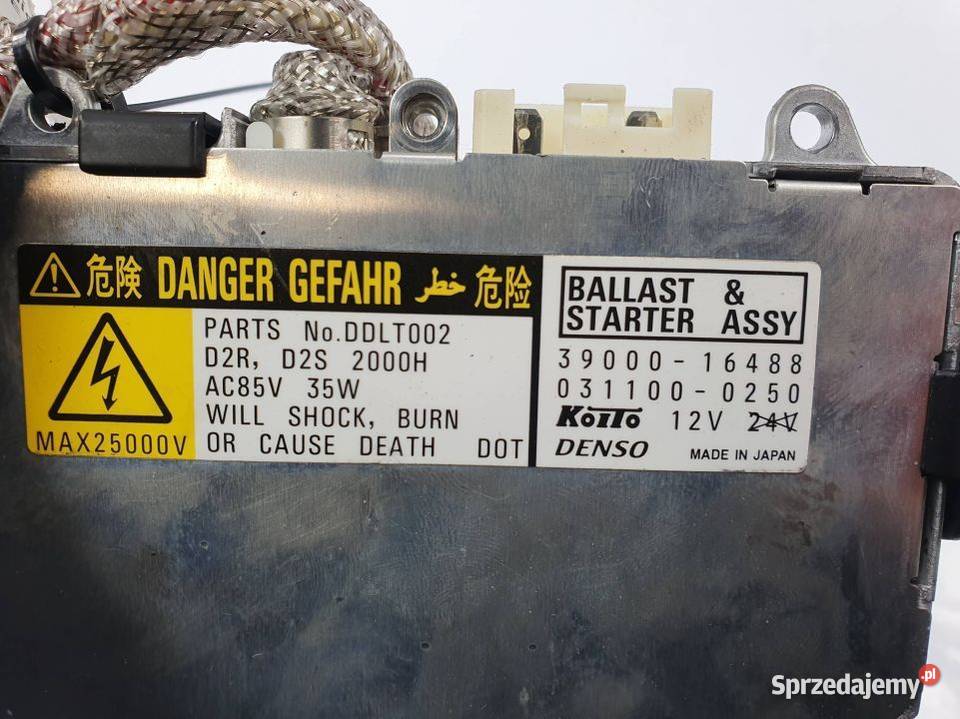 危険 DANGER GEFAHR خطر 危险
PARTS No.DDLT002
D2R, D2S 2000H
AC85V 35W
WILL SHOCK, BURN
OR CAUSE DEATH DOT
MAX25000V
BALLAST &
STARTER ASSY
39000-16488
031100-0250
KOITO 12V 24V
DENSO MADE IN JAPAN
Sprzedajemy.pl